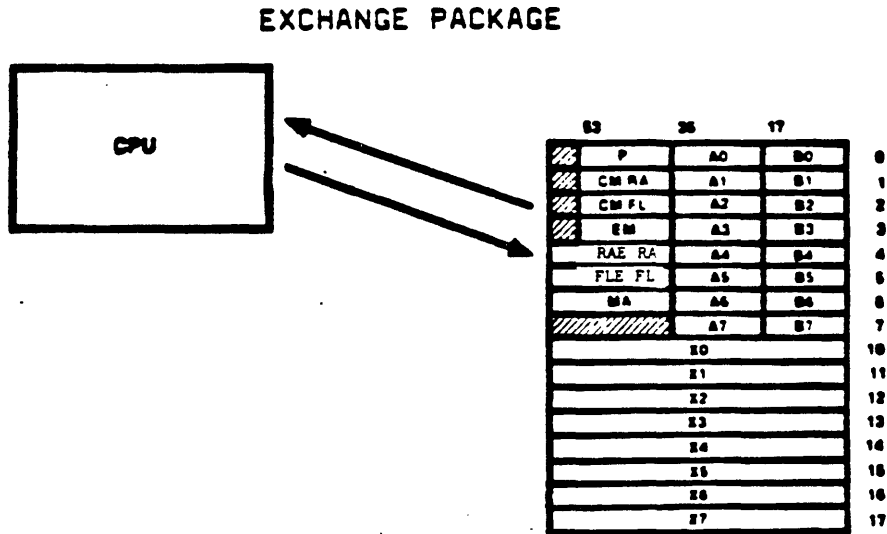 EXCHANGE PACKAGE
CPU
53 35 17
P A0 B0 0
CM RA A1 B1 1
CM FL A2 B2 2
EM A3 B3 3
RAE RA A4 B4 4
FLE FL A5 B5 5
MA A6 B6 6
A7 B7 7
X0 10
X1 11
X2 12
X3 13
X4 14
X5 15
X6 16
X7 17